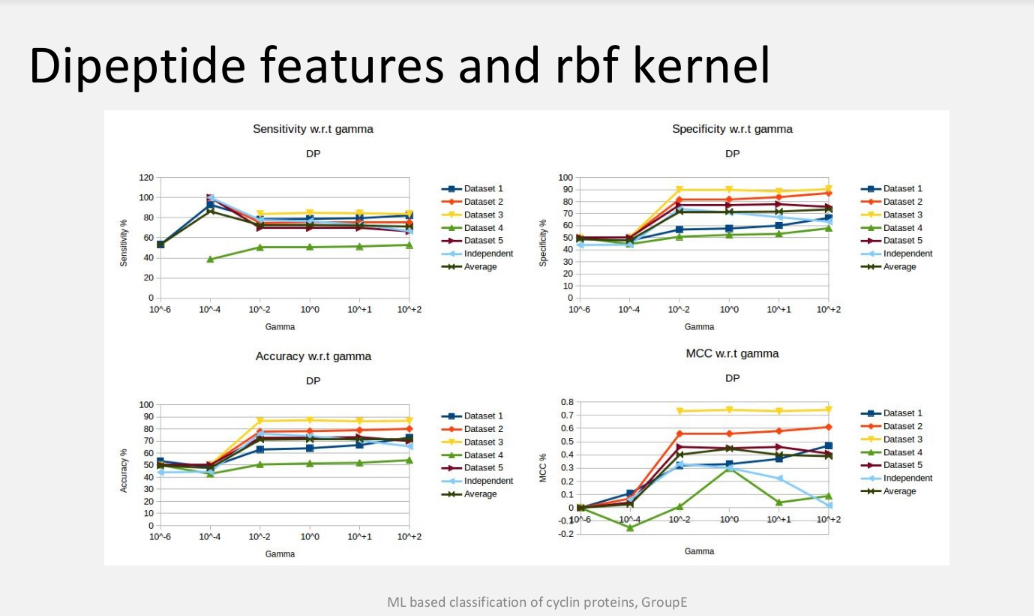 Dipeptide features and rbf kernel
Sensitivity w.r.t gamma
DP
Sensitivity %
120
100
80
60
40
20
0
10^-6 10^-4 10^-2 10^0 10^+1 10^+2
Gamma
Dataset 1
Dataset 2
Dataset 3
Dataset 4
Dataset 5
Independent
Average
Specificity w.r.t gamma
DP
Specificity %
100
90
80
70
60
50
40
30
20
10
0
10^-6 10^-4 10^-2 10^0 10^+1 10^+2
Gamma
Dataset 1
Dataset 2
Dataset 3
Dataset 4
Dataset 5
Independent
Average
Accuracy w.r.t gamma
DP
Accuracy %
100
90
80
70
60
50
40
30
20
10
0
10^-6 10^-4 10^-2 10^0 10^+1 10^+2
Gamma
Dataset 1
Dataset 2
Dataset 3
Dataset 4
Dataset 5
Independent
Average
MCC w.r.t gamma
DP
MCC %
0.8
0.7
0.6
0.5
0.4
0.3
0.2
0.1
0
-0.1
-0.2
10^-6 10^-4 10^-2 10^0 10^+1 10^+2
Gamma
Dataset 1
Dataset 2
Dataset 3
Dataset 4
Dataset 5
Independent
Average
ML based classification of cyclin proteins, GroupE